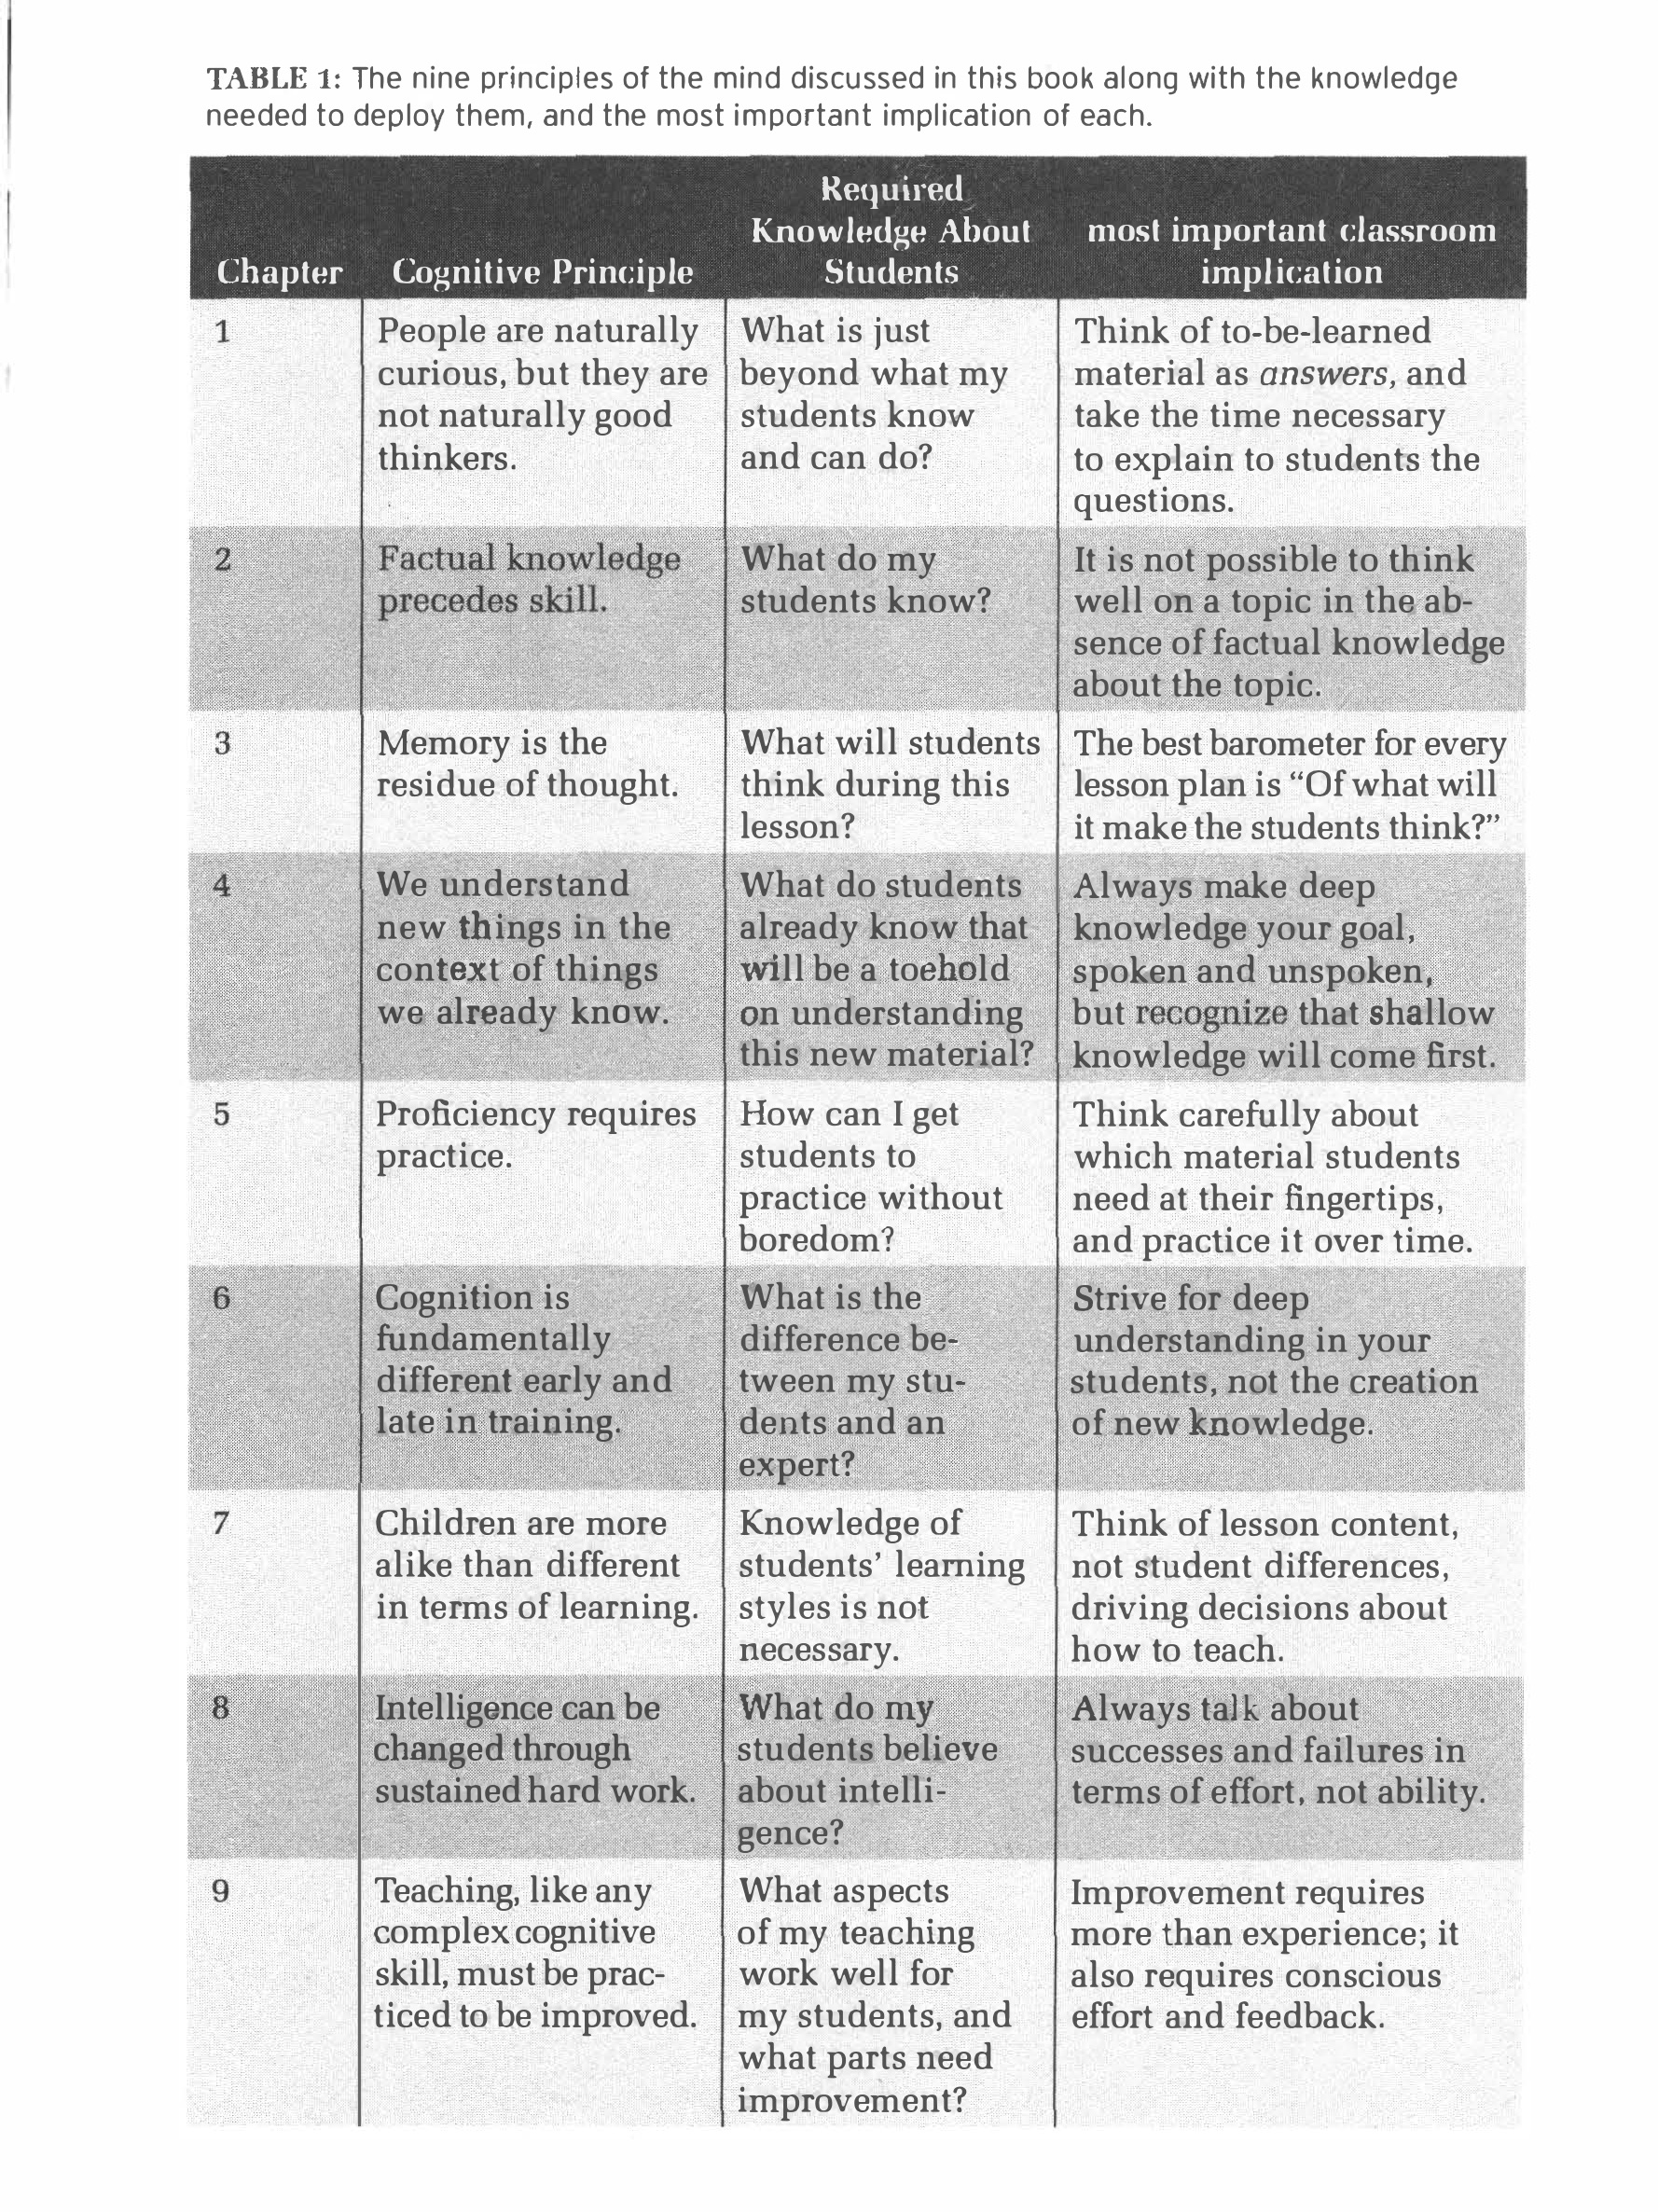 TABLE 1: The nine principles of the mind discussed in this book along with the knowledge
needed to deploy them, and the most important implication of each.
Chapter
Cognitive Principle
Required
Knowledge About
Students
most important classroom
implication
1
People are naturally
curious, but they are
not naturally good
thinkers.
What is just
beyond what my
students know
and can do?
Think of to-be-learned
material as answers, and
take the time necessary
to explain to students the
questions.
2
Factual knowledge
precedes skill.
What do my
students know?
It is not possible to think
well on a topic in the ab-
sence of factual knowledge
about the topic.
3
Memory is the
residue of thought.
What will students
think during this
lesson?
The best barometer for every
lesson plan is “Of what will
it make the students think?”
4
We understand
new things in the
context of things
we already know.
What do students
already know that
will be a toehold
on understanding
this new material?
Always make deep
knowledge your goal,
spoken and unspoken,
but recognize that shallow
knowledge will come first.
5
Proficiency requires
practice.
How can I get
students to
practice without
boredom?
Think carefully about
which material students
need at their fingertips,
and practice it over time.
6
Cognition is
fundamentally
different early and
late in training.
What is the
difference be-
tween my stu-
dents and an
expert?
Strive for deep
understanding in your
students, not the creation
of new knowledge.
7
Children are more
alike than different
in terms of learning.
Knowledge of
students’ learning
styles is not
necessary.
Think of lesson content,
not student differences,
driving decisions about
how to teach.
8
Intelligence can be
changed through
sustained hard work.
What do my
students believe
about intelli-
gence?
Always talk about
successes and failures in
terms of effort, not ability.
9
Teaching, like any
complex cognitive
skill, must be prac-
ticed to be improved.
What aspects
of my teaching
work well for
my students, and
what parts need
improvement?
Improvement requires
more than experience; it
also requires conscious
effort and feedback.